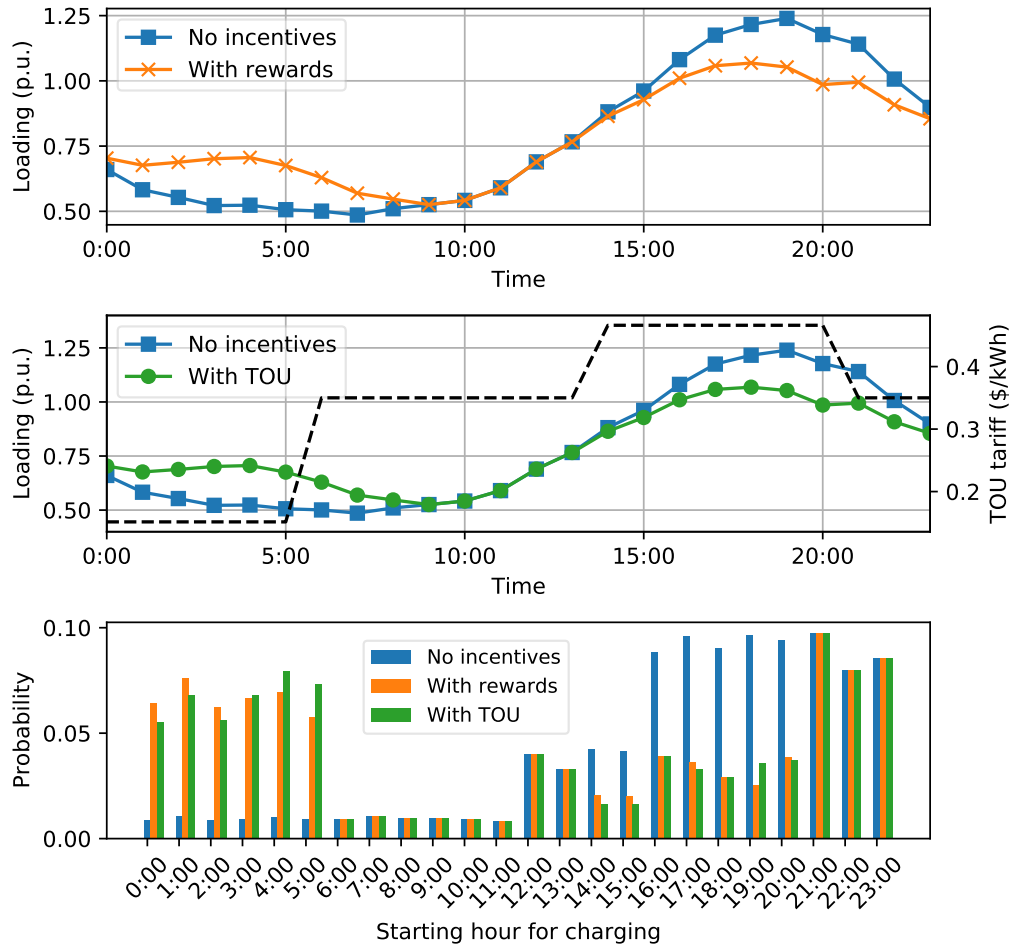 1.25
1.00
0.75
0.50
Loading (p.u.)
No incentives
With rewards
0:00 5:00 10:00 15:00 20:00
Time
1.25
1.00
0.75
0.50
Loading (p.u.)
No incentives
With TOU
0.4
0.3
0.2
TOU tariff ($/kWh)
0:00 5:00 10:00 15:00 20:00
Time
0.10
0.05
0.00
Probability
No incentives
With rewards
With TOU
0:00 1:00 2:00 3:00 4:00 5:00 6:00 7:00 8:00 9:00 10:00 11:00 12:00 13:00 14:00 15:00 16:00 17:00 18:00 19:00 20:00 21:00 22:00 23:00
Starting hour for charging